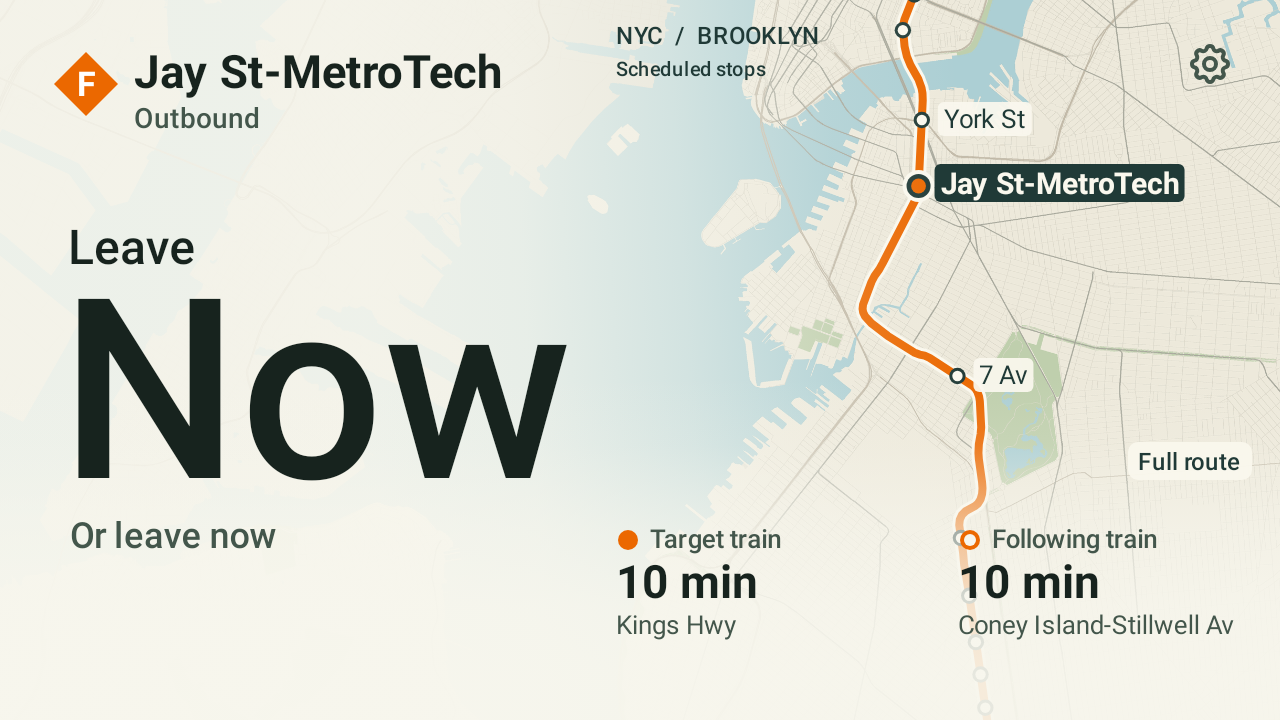 F
Jay St-MetroTech
Outbound
NYC / BROOKLYN
Scheduled stops
York St
Jay St-MetroTech
Leave
Now
Or leave now
7 Av
Full route
Target train
10 min
Kings Hwy
Following train
10 min
Coney Island-Stillwell Av